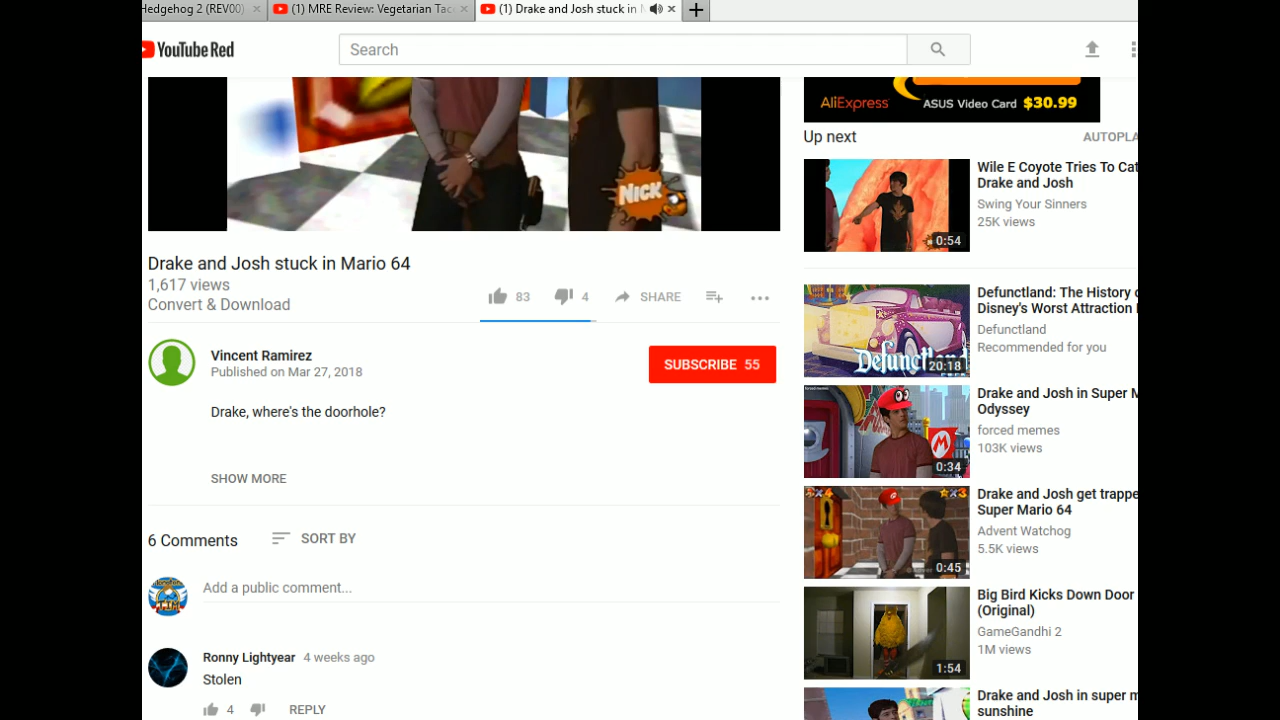 Hedgehog 2 (REV00)
(1) MRE Review: Vegetarian Tac
(1) Drake and Josh stuck in
YouTube Red
Search
AliExpress
ASUS Video Card $30.99
NICK
Drake and Josh stuck in Mario 64
1,617 views
Convert & Download
83
4
SHARE
Vincent Ramirez
Published on Mar 27, 2018
SUBSCRIBE 55
Drake, where's the doorhole?
SHOW MORE
6 Comments
SORT BY
Add a public comment...
Ronny Lightyear 4 weeks ago
Stolen
4
REPLY
Up next
AUTOPLA
Wile E Coyote Tries To Cat
Drake and Josh
Swing Your Sinners
25K views
0:54
Defunctland: The History
Disney's Worst Attraction
Defunctland
Recommended for you
Defunctland
20:18
Drake and Josh in Super M
Odyssey
forced memes
103K views
forced memes
M
0:34
Drake and Josh get trappe
Super Mario 64
Advent Watchog
5.5K views
0:45
Big Bird Kicks Down Door
(Original)
GameGandhi 2
1M views
1:54
Drake and Josh in super m
sunshine